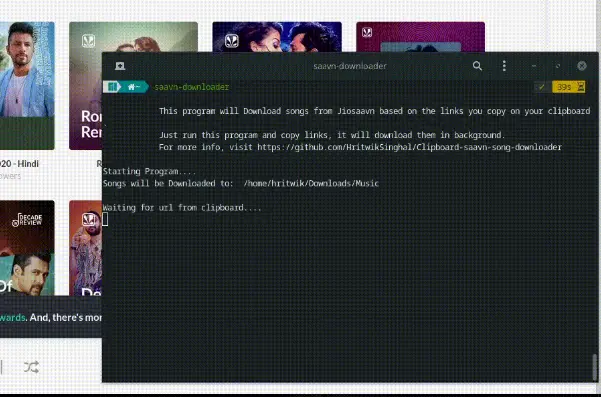 saavn-downloader
~ saavn-downloader ✓ 39s
This program will Download songs from Jiosaavn based on the links you copy on your clipboard
Just run this program and copy links, it will download them in background.
For more info, visit https://github.com/HritwikSinghal/Clipboard-saavn-song-downloader
Starting Program....
Songs will be Downloaded to: /home/hritwik/Downloads/Music
Waiting for url from clipboard....
Ro
Re
020 - Hindi
R
owers
DECADE
REVIEW
Of
De
wards. And, there's mor